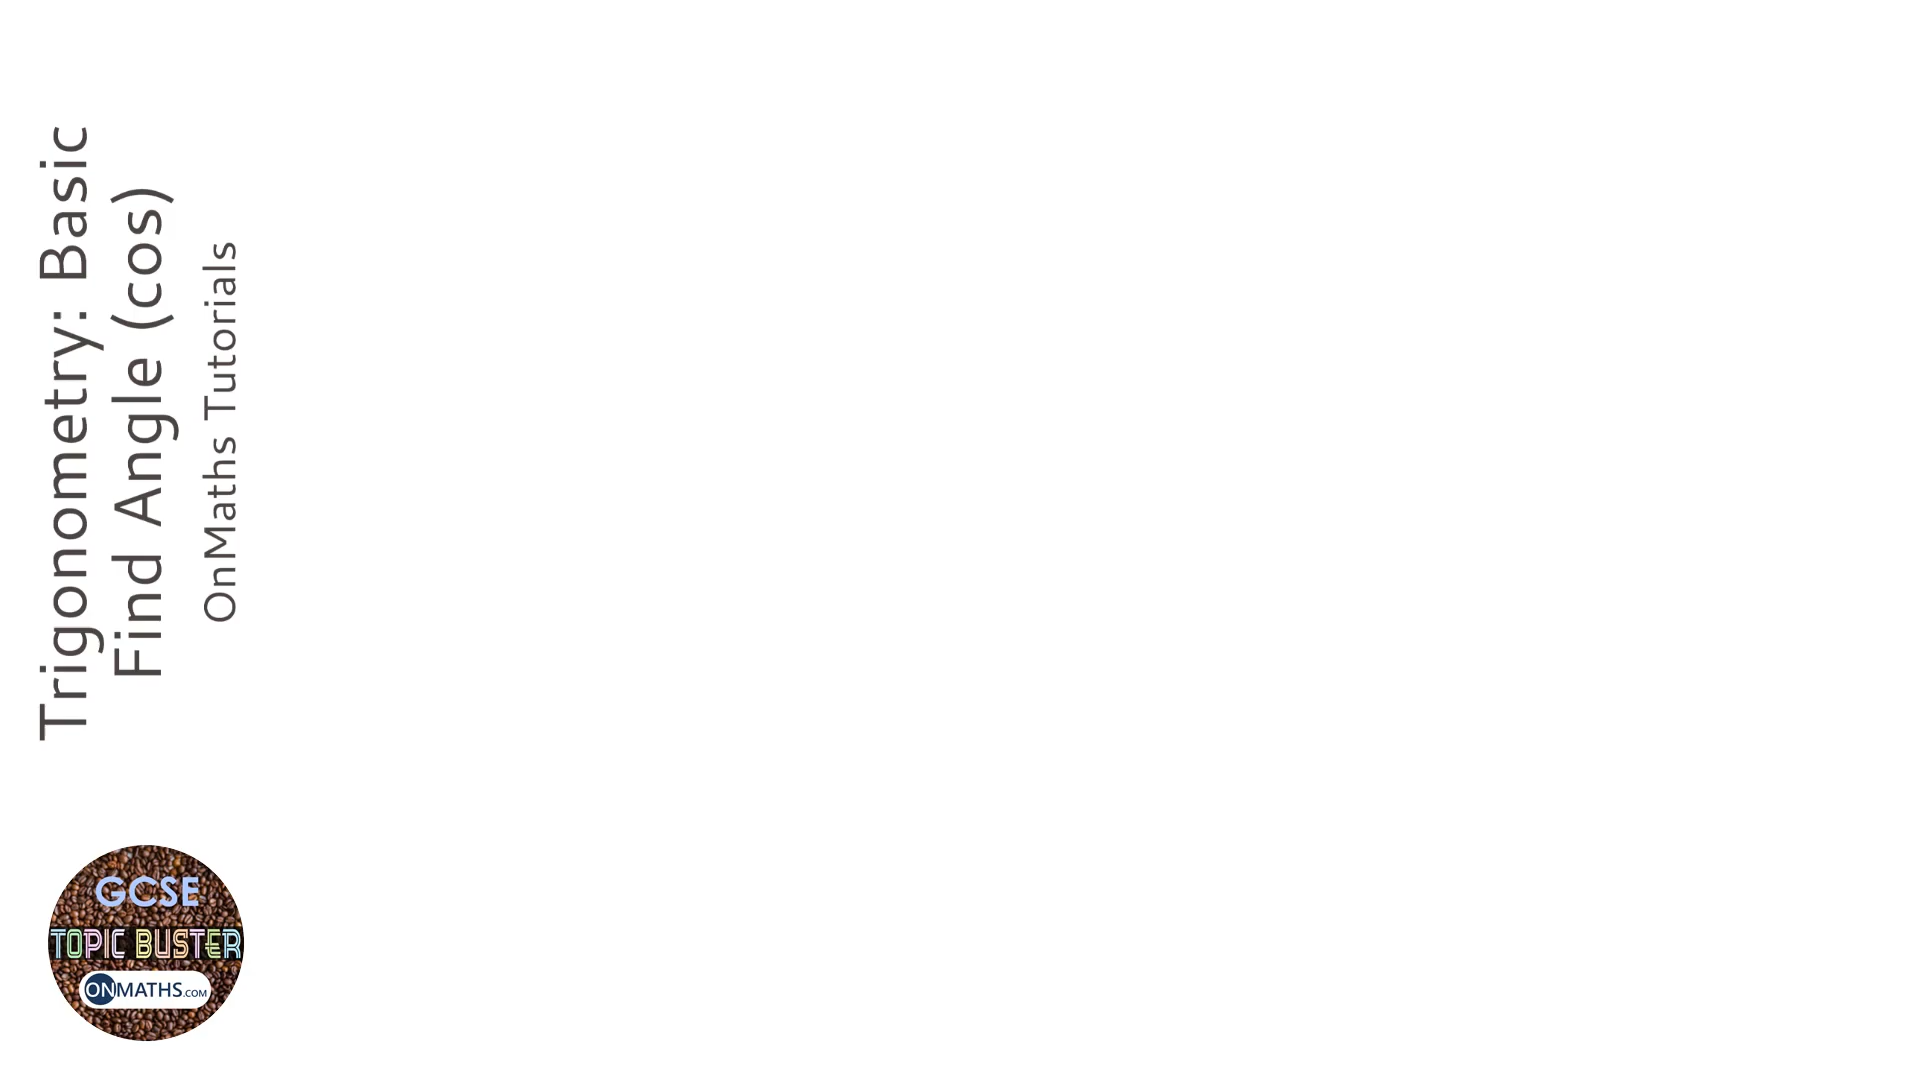 Trigonometry: Basic
Find Angle (cos)
OnMaths Tutorials
GCSE
TOPIC BUSTER
ONMATHS.COM